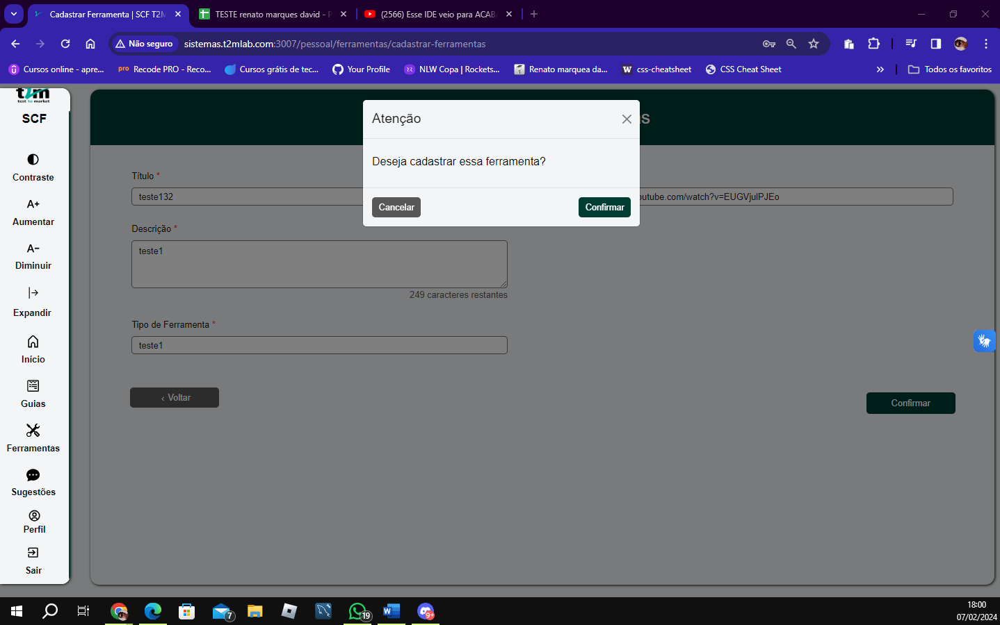 Cadastrar Ferramenta | SCF T2M
TESTE renato marques david - P
(2566) Esse IDE veio para ACAB
Não seguro
sistemas.t2mlab.com:3007/pessoal/ferramentas/cadastrar-ferramentas
Cursos online - apre...
pro Recode PRO - Reco...
Cursos grátis de tec...
Your Profile
NLW Copa | Rockets...
Renato marquea da...
W css-cheatsheet
CSS Cheat Sheet
Todos os favoritos
t2m
test to market
SCF
Contraste
A+
Aumentar
A-
Diminuir
Expandir
Início
Guias
Ferramentas
Sugestões
Perfil
Sair
Atenção
Deseja cadastrar essa ferramenta?
Cancelar
Confirmar
Título *
teste132
outube.com/watch?v=EUGVjulPJEo
Descrição *
teste1
249 caracteres restantes
Tipo de Ferramenta *
teste1
‹ Voltar
Confirmar
7
19
W
9+
18:00
07/02/2024